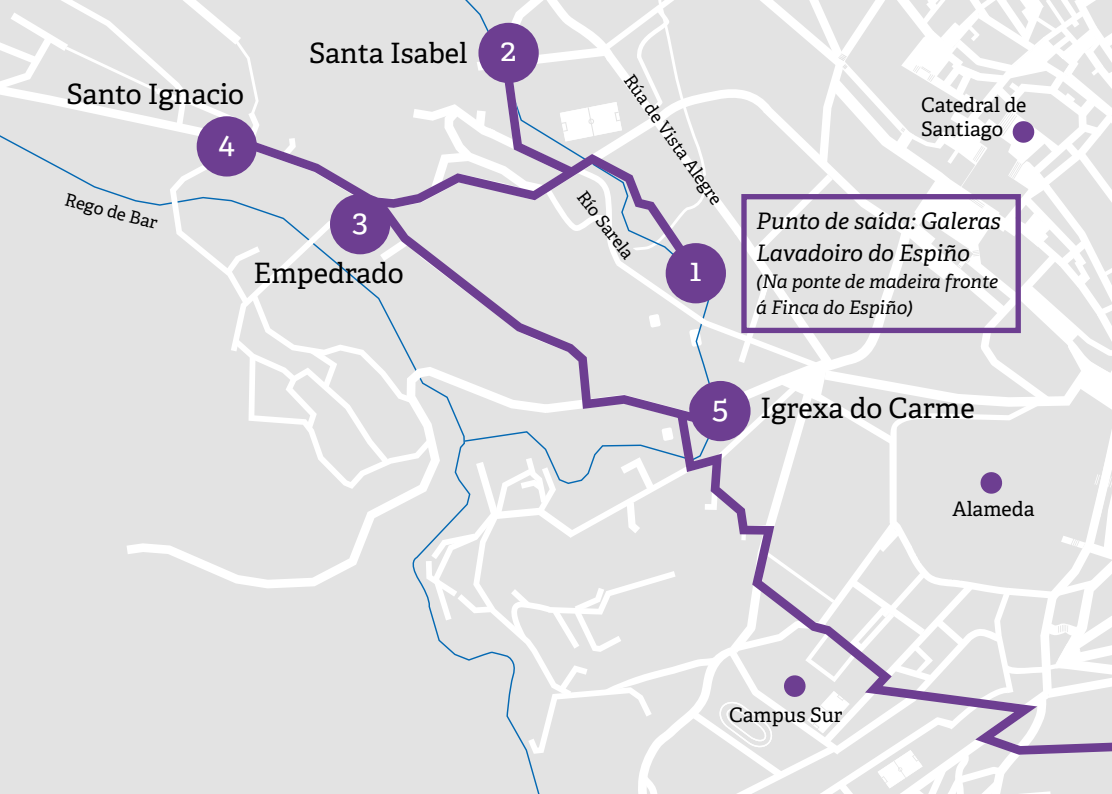 Santa Isabel
2
Santo Ignacio
4
Rúa de Vista Alegre
Catedral de
Santiago
Rego de Bar
3
Empedrado
Río Sarela
1
Punto de saída: Galeras
Lavadoiro do Espiño
(Na ponte de madeira fronte
á Finca do Espiño)
5
Igrexa do Carme
Alameda
Campus Sur